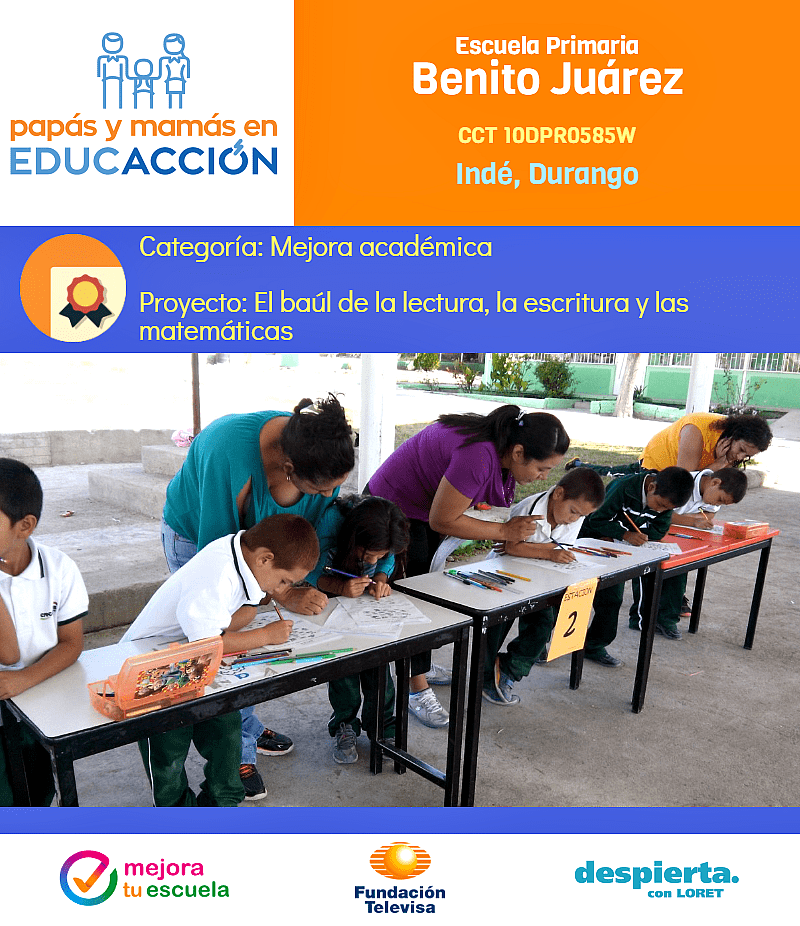 papás y mamás en
EDUCACCIÓN
Escuela Primaria
Benito Juárez
CCT 10DPR0585W
Indé, Durango
Categoría: Mejora académica
Proyecto: El baúl de la lectura, la escritura y las
matemáticas
ESTACIÓN
2
mejora
tu escuela
Fundación
Televisa
despierta.
con LORET